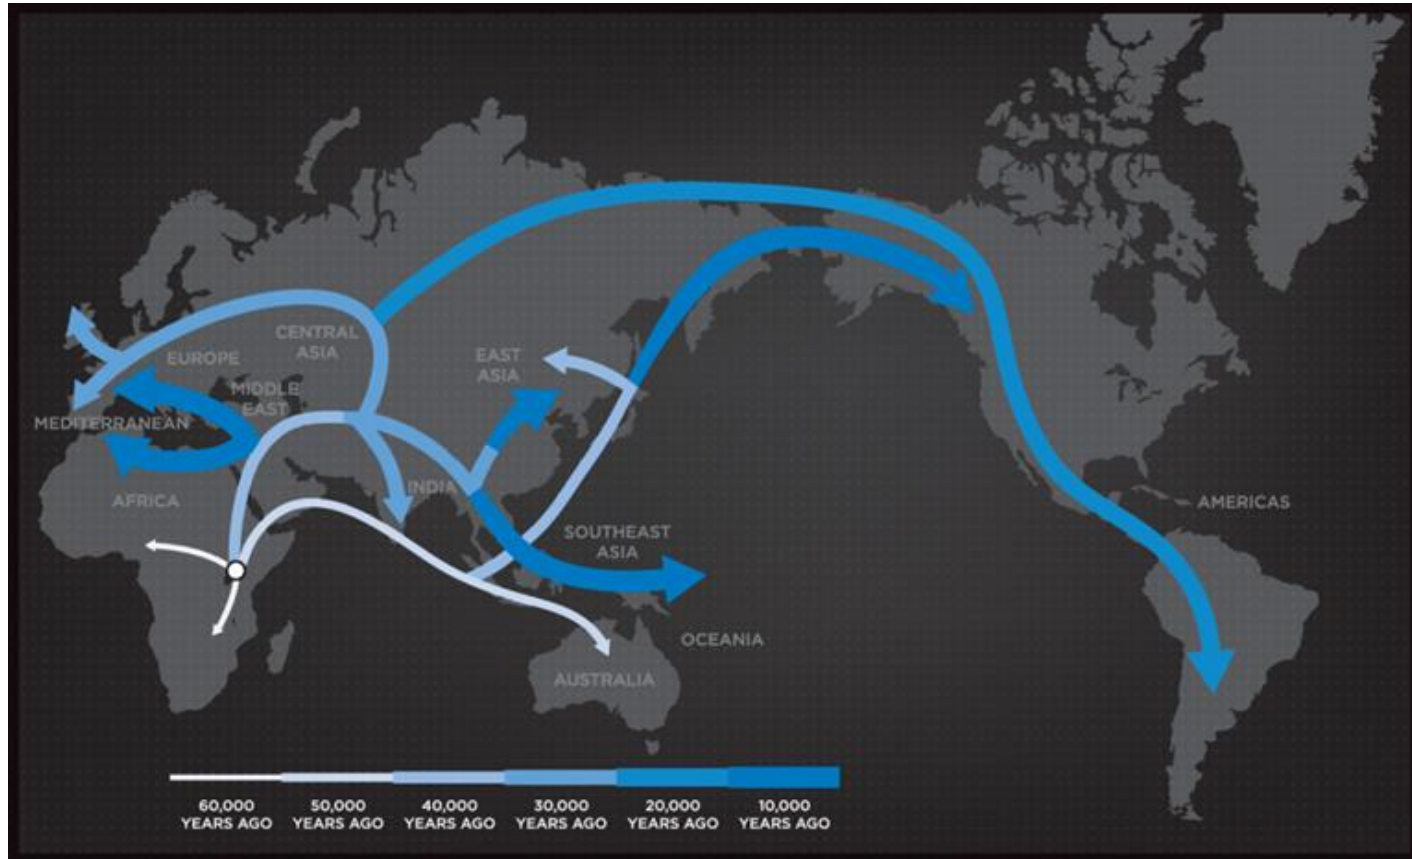 CENTRAL
ASIA
EUROPE
EAST
ASIA
MIDDLE
EAST
MEDITERRANEAN
AFRICA
INDIA
AMERICAS
SOUTHEAST
ASIA
OCEANIA
AUSTRALIA
60,000
YEARS AGO
50,000
YEARS AGO
40,000
YEARS AGO
30,000
YEARS AGO
20,000
YEARS AGO
10,000
YEARS AGO